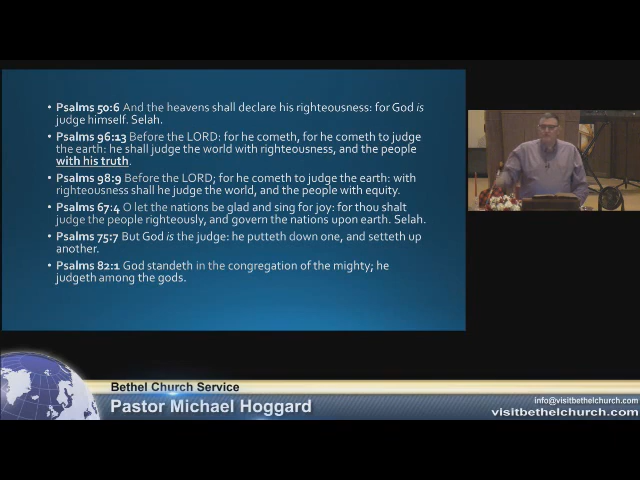 • Psalms 50:6 And the heavens shall declare his righteousness: for God is
judge himself. Selah.
• Psalms 96:13 Before the LORD: for he cometh, for he cometh to judge
the earth: he shall judge the world with righteousness, and the people
with his truth.
• Psalms 98:9 Before the LORD; for he cometh to judge the earth: with
righteousness shall he judge the world, and the people with equity.
• Psalms 67:4 O let the nations be glad and sing for joy: for thou shalt
judge the people righteously, and govern the nations upon earth. Selah.
• Psalms 75:7 But God is the judge: he putteth down one, and setteth up
another.
• Psalms 82:1 God standeth in the congregation of the mighty; he
judgeth among the gods.
Bethel Church Service
Pastor Michael Hoggard
info@visitbethelchurch.com
visitbethelchurch.com